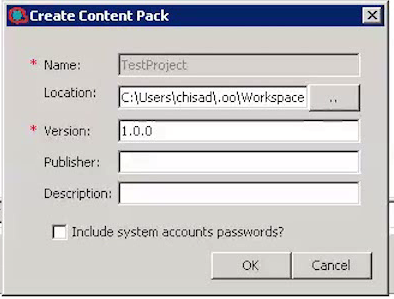 Create Content Pack
* Name: TestProject
Location: C:\Users\chisad\.oo\Workspace ..
* Version: 1.0.0
Publisher:
Description:
Include system accounts passwords?
OK Cancel